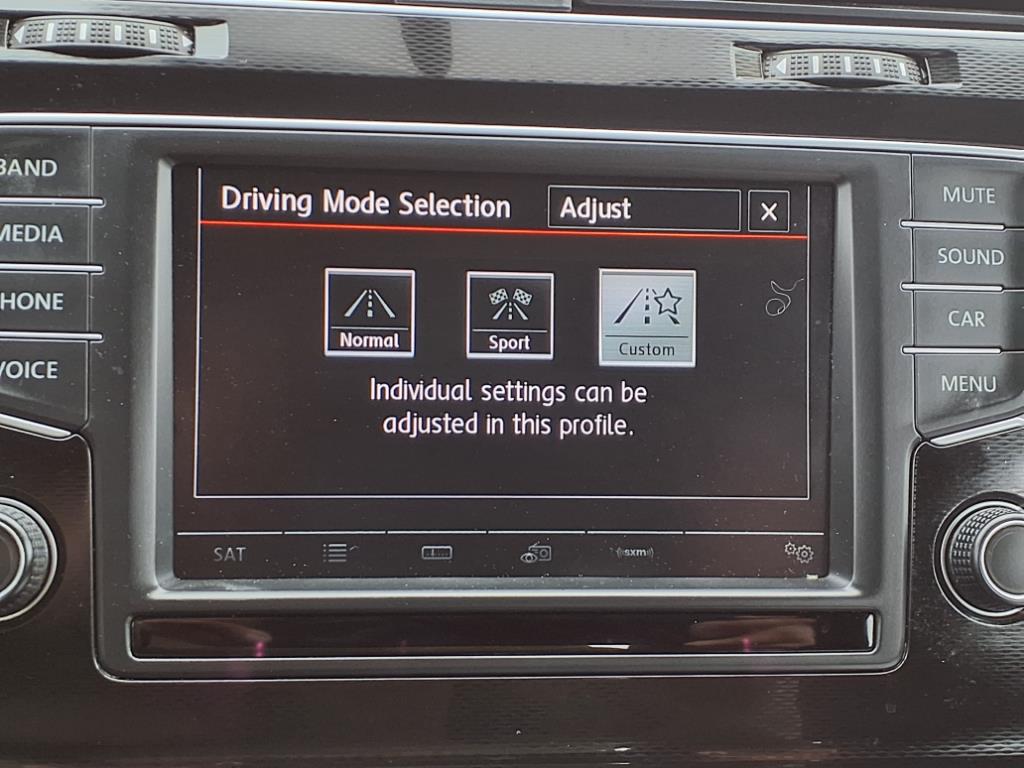 BAND
MEDIA
PHONE
VOICE
Driving Mode Selection
Adjust
X
Normal
Sport
Custom
Individual settings can be
adjusted in this profile.
SAT
sxm
MUTE
SOUND
CAR
MENU